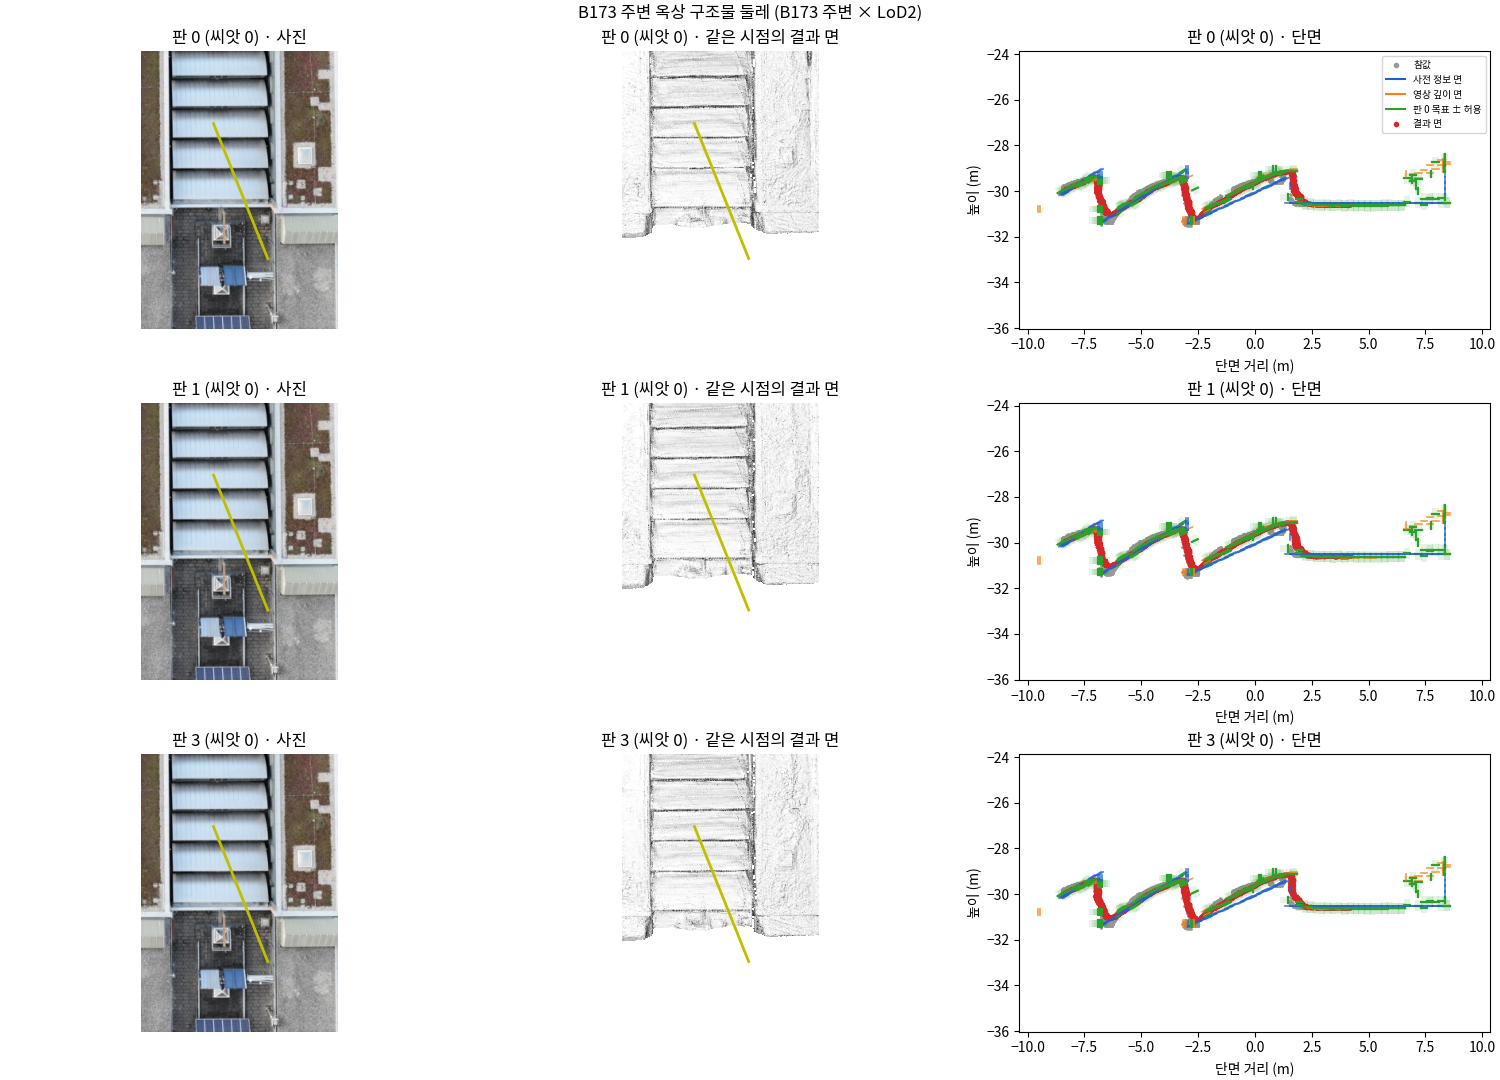 B173 주변 옥상 구조물 둘레 (B173 주변 × LoD2)
판 0 (씨앗 0) · 사진
판 0 (씨앗 0) · 같은 시점의 결과 면
판 0 (씨앗 0) · 단면
−24
−26
−28
−30
−32
−34
−36
높이 (m)
참값
사전 정보 면
영상 깊이 면
판 0 목표 ± 허용
결과 면
−10.0 −7.5 −5.0 −2.5 0.0 2.5 5.0 7.5 10.0
단면 거리 (m)
판 1 (씨앗 0) · 사진
판 1 (씨앗 0) · 같은 시점의 결과 면
판 1 (씨앗 0) · 단면
−24
−26
−28
−30
−32
−34
−36
높이 (m)
−10.0 −7.5 −5.0 −2.5 0.0 2.5 5.0 7.5 10.0
단면 거리 (m)
판 3 (씨앗 0) · 사진
판 3 (씨앗 0) · 같은 시점의 결과 면
판 3 (씨앗 0) · 단면
−24
−26
−28
−30
−32
−34
−36
높이 (m)
−10.0 −7.5 −5.0 −2.5 0.0 2.5 5.0 7.5 10.0
단면 거리 (m)